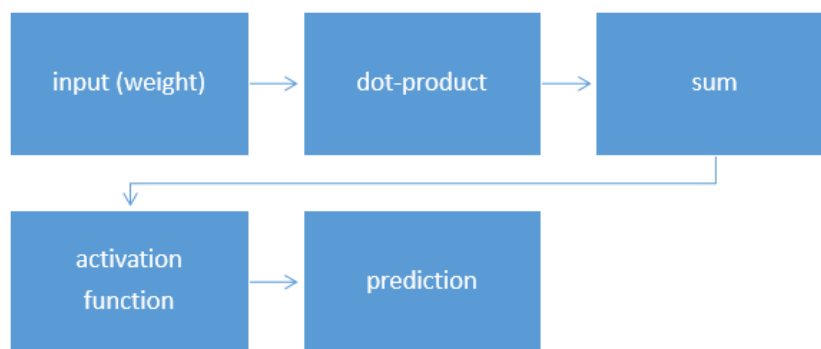 input (weight)
dot-product
sum
activation
function
prediction